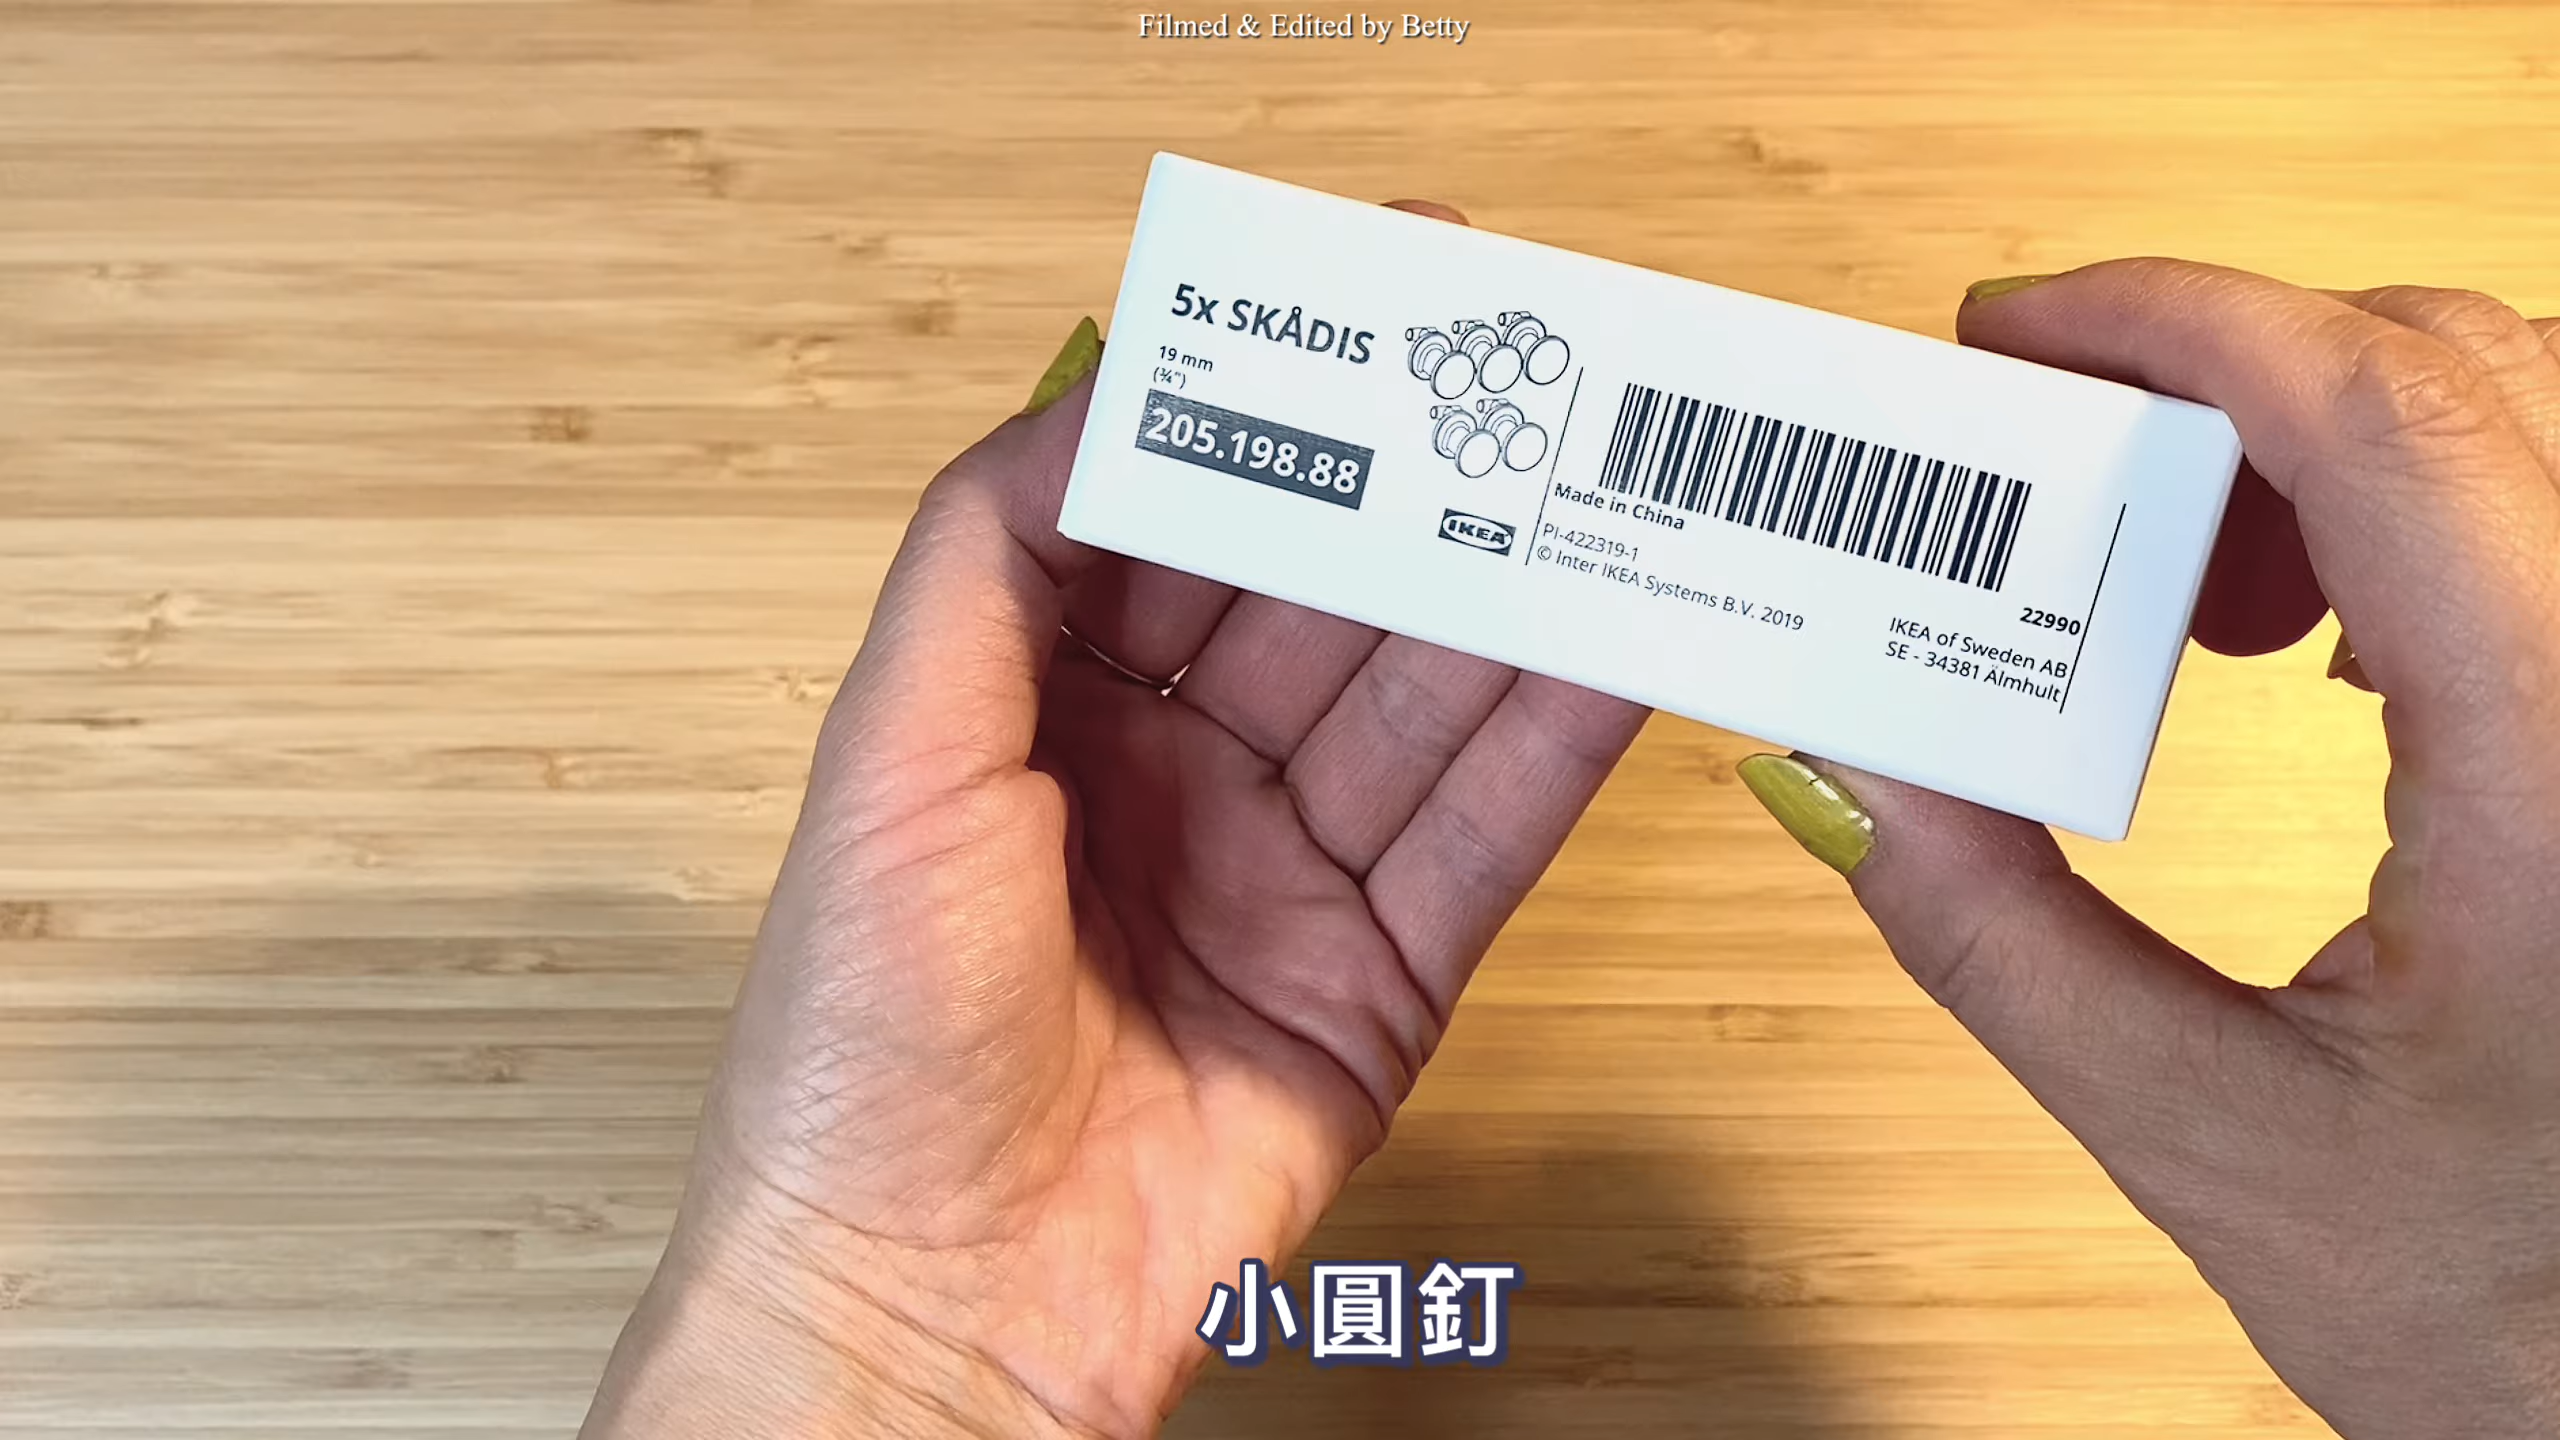 Filmed & Edited by Betty
5x SKÅDIS
19 mm
(¾")
205.198.88
IKEA
Made in China
PI-422319-1
© Inter IKEA Systems B.V. 2019
22990
IKEA of Sweden AB
SE - 34381 Älmhult
小圓釘